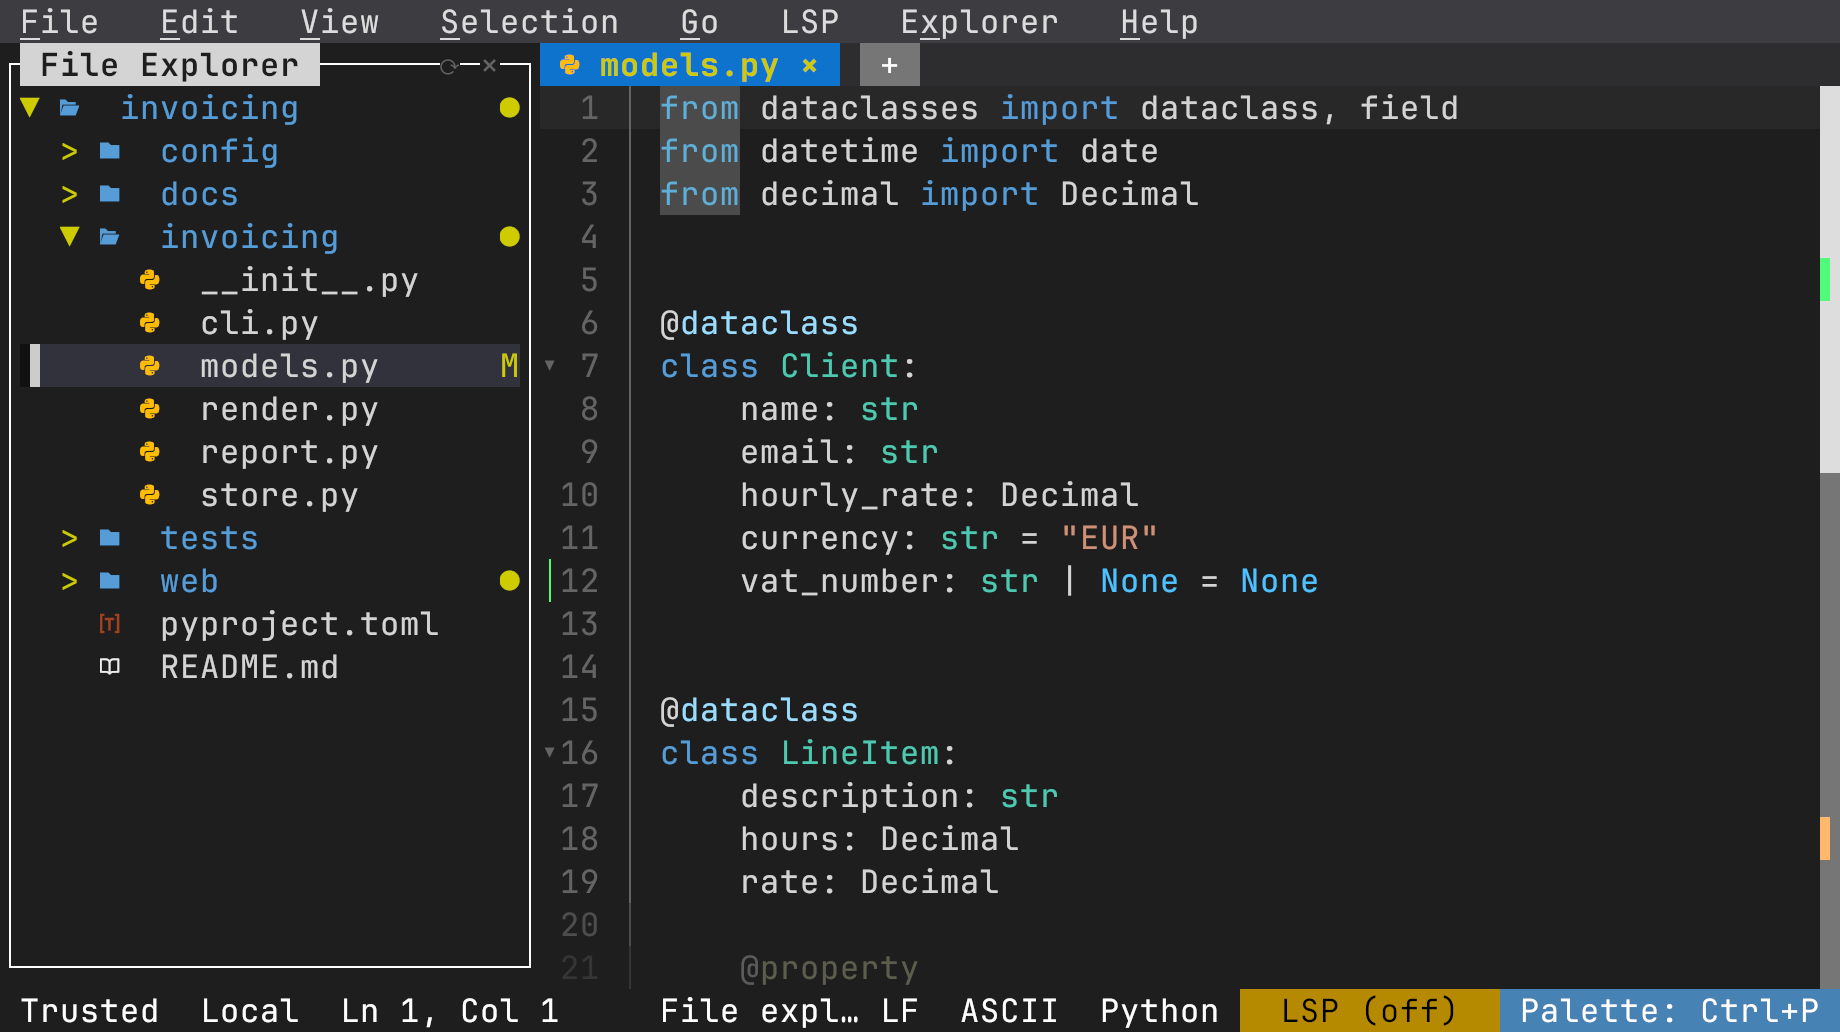 File Edit View Selection Go LSP Explorer Help
File Explorer ⟳ × models.py × +
▼ invoicing ●
> config
> docs
▼ invoicing ●
__init__.py
cli.py
models.py M
render.py
report.py
store.py
> tests
> web ●
[T] pyproject.toml
README.md
1 from dataclasses import dataclass, field
2 from datetime import date
3 from decimal import Decimal
4
5
6 @dataclass
▾ 7 class Client:
8 name: str
9 email: str
10 hourly_rate: Decimal
11 currency: str = "EUR"
12 vat_number: str | None = None
13
14
15 @dataclass
▾ 16 class LineItem:
17 description: str
18 hours: Decimal
19 rate: Decimal
20
21 @property
Trusted Local Ln 1, Col 1 File expl… LF ASCII Python LSP (off) Palette: Ctrl+P